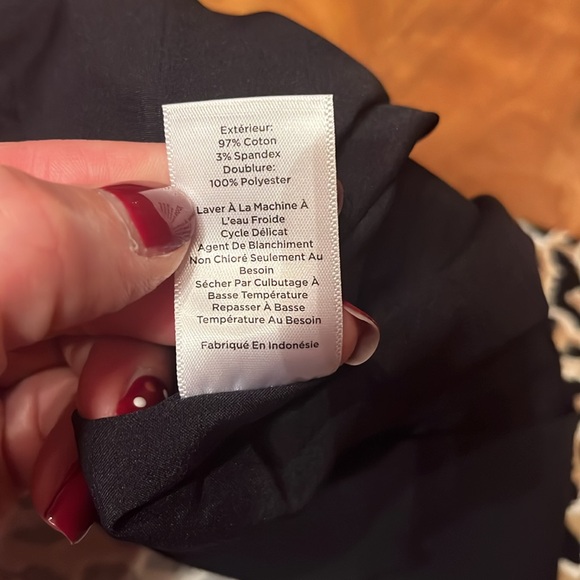 Extérieur:
97% Coton
3% Spandex
Doublure:
100% Polyester
Laver À La Machine À
L'eau Froide
Cycle Délicat
Agent De Blanchiment
Non Chloré Seulement Au
Besoin
Sécher Par Culbutage À
Basse Température
Repasser À Basse
Température Au Besoin
Fabriqué En Indonésie